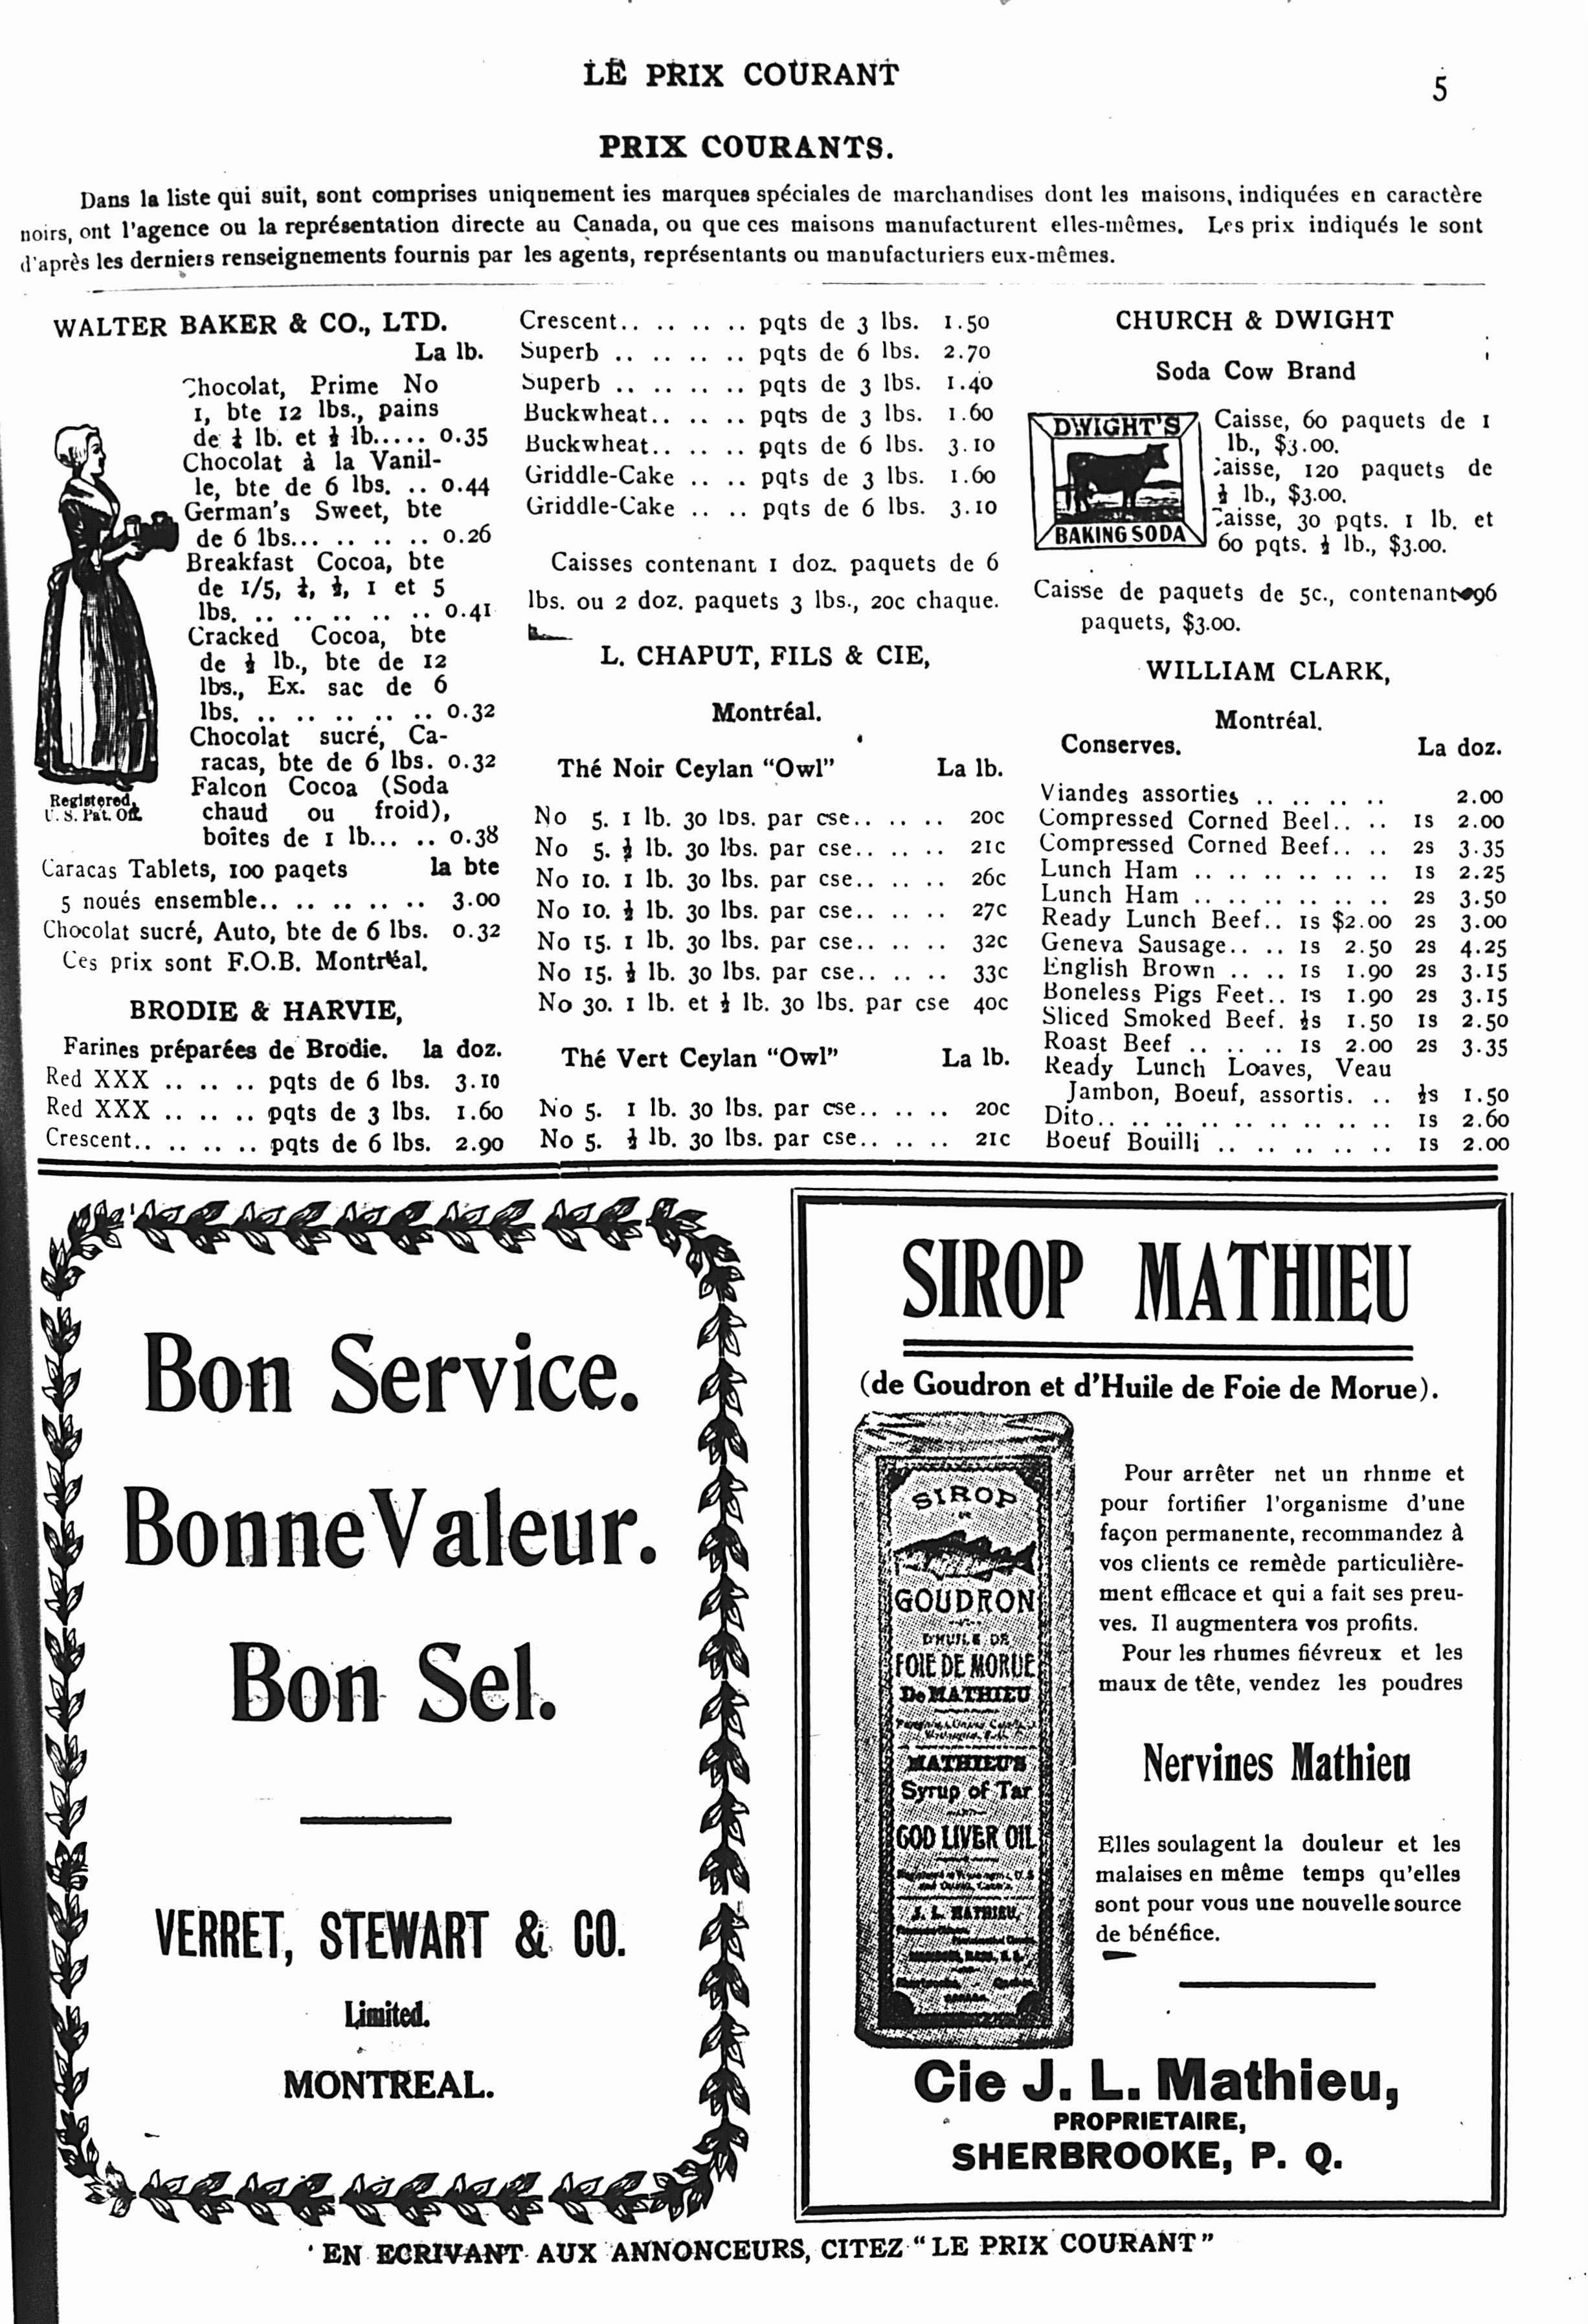 LE PRIX COURANT
5
PRIX COURANTS.
Dans la liste qui suit, sont comprises uniquement ies marques spéciales de marchandises dont les maisons, indiquées en caractère
noirs, ont l'agence ou la représentation directe au Canada, ou que ces maisons manufacturent elles-mêmes. Les prix indiqués le sont
d'après les derniers renseignements fournis par les agents, représentants ou manufacturiers eux-mêmes.
WALTER BAKER & CO., LTD.
La lb.
Chocolat, Prime No
1, bte 12 lbs., pains
de ¼ lb. et ½ lb..... 0.35
Chocolat à la Vanil-
le, bte de 6 lbs. .. 0.44
German's Sweet, bte
de 6 lbs... .. .. .. 0.26
Breakfast Cocoa, bte
de 1/5, ¼, ½, 1 et 5
lbs. .. .. .. .. .. 0.41
Cracked Cocoa, bte
de ½ lb., bte de 12
lbs., Ex. sac de 6
lbs. .. .. .. .. .. 0.32
Chocolat sucré, Ca-
racas, bte de 6 lbs. 0.32
Falcon Cocoa (Soda
chaud ou froid),
boîtes de 1 lb... .. 0.38
Registered,
U. S. Pat. Off.
Caracas Tablets, 100 paqets la bte
5 noués ensemble.. .. .. .. .. 3.00
Chocolat sucré, Auto, bte de 6 lbs. 0.32
Ces prix sont F.O.B. Montréal.
BRODIE & HARVIE,
Farines préparées de Brodie. la doz.
Red XXX .. .. .. pqts de 6 lbs. 3.10
Red XXX .. .. .. pqts de 3 lbs. 1.60
Crescent.. .. .. .. pqts de 6 lbs. 2.90
Crescent.. .. .. .. pqts de 3 lbs. 1.50
Superb .. .. .. .. pqts de 6 lbs. 2.70
Superb .. .. .. .. pqts de 3 lbs. 1.40
Buckwheat.. .. .. pqts de 3 lbs. 1.60
Buckwheat.. .. .. pqts de 6 lbs. 3.10
Griddle-Cake .. .. pqts de 3 lbs. 1.60
Griddle-Cake .. .. pqts de 6 lbs. 3.10
Caisses contenant 1 doz. paquets de 6
lbs. ou 2 doz. paquets 3 lbs., 20c chaque.
L. CHAPUT, FILS & CIE,
Montréal.
Thé Noir Ceylan "Owl" La lb.
No 5. 1 lb. 30 lbs. par cse.. .. .. 20c
No 5. ½ lb. 30 lbs. par cse.. .. .. 21c
No 10. 1 lb. 30 lbs. par cse.. .. .. 26c
No 10. ½ lb. 30 lbs. par cse.. .. .. 27c
No 15. 1 lb. 30 lbs. par cse.. .. .. 32c
No 15. ½ lb. 30 lbs. par cse.. .. .. 33c
No 30. 1 lb. et ½ lb. 30 lbs. par cse 40c
Thé Vert Ceylan "Owl" La lb.
No 5. 1 lb. 30 lbs. par cse.. .. .. 20c
No 5. ½ lb. 30 lbs. par cse.. .. .. 21c
CHURCH & DWIGHT
Soda Cow Brand
DWIGHT'S
BAKING SODA
Caisse, 60 paquets de 1
lb., $3.00.
Caisse, 120 paquets de
½ lb., $3.00.
Caisse, 30 pqts. 1 lb. et
60 pqts. ½ lb., $3.00.
Caisse de paquets de 5c., contenant 96
paquets, $3.00.
WILLIAM CLARK,
Montréal.
Conserves. La doz.
Viandes assorties .. .. .. .. 2.00
Compressed Corned Beel.. .. 1s 2.00
Compressed Corned Beef.. .. 2s 3.35
Lunch Ham .. .. .. .. .. .. 1s 2.25
Lunch Ham .. .. .. .. .. .. 2s 3.50
Ready Lunch Beef.. 1s $2.00 2s 3.00
Geneva Sausage.. .. 1s 2.50 2s 4.25
English Brown .. .. 1s 1.90 2s 3.15
Boneless Pigs Feet.. 1s 1.90 2s 3.15
Sliced Smoked Beef. ½s 1.50 1s 2.50
Roast Beef .. .. .. 1s 2.00 2s 3.35
Ready Lunch Loaves, Veau
Jambon, Boeuf, assortis. .. ½s 1.50
Dito.. .. .. .. .. .. .. .. .. 1s 2.60
Boeuf Bouilli .. .. .. .. .. 1s 2.00
Bon Service.
Bonne Valeur.
Bon Sel.
VERRET, STEWART & CO.
Limited.
MONTREAL.
SIROP MATHIEU
(de Goudron et d'Huile de Foie de Morue).
SIROP
DE
GOUDRON
D'HUILE DE
FOIE DE MORUE
De MATHIEU
MATHIEU'S
Syrup of Tar
COD LIVER OIL
J. L. MATHIEU,
Pour arrêter net un rhnme et
pour fortifier l'organisme d'une
façon permanente, recommandez à
vos clients ce remède particulière-
ment efficace et qui a fait ses preu-
ves. Il augmentera vos profits.
Pour les rhumes fiévreux et les
maux de tête, vendez les poudres
Nervines Mathieu
Elles soulagent la douleur et les
malaises en même temps qu'elles
sont pour vous une nouvelle source
de bénéfice.
Cie J. L. Mathieu,
PROPRIETAIRE,
SHERBROOKE, P. Q.
EN ECRIVANT AUX ANNONCEURS, CITEZ "LE PRIX COURANT"